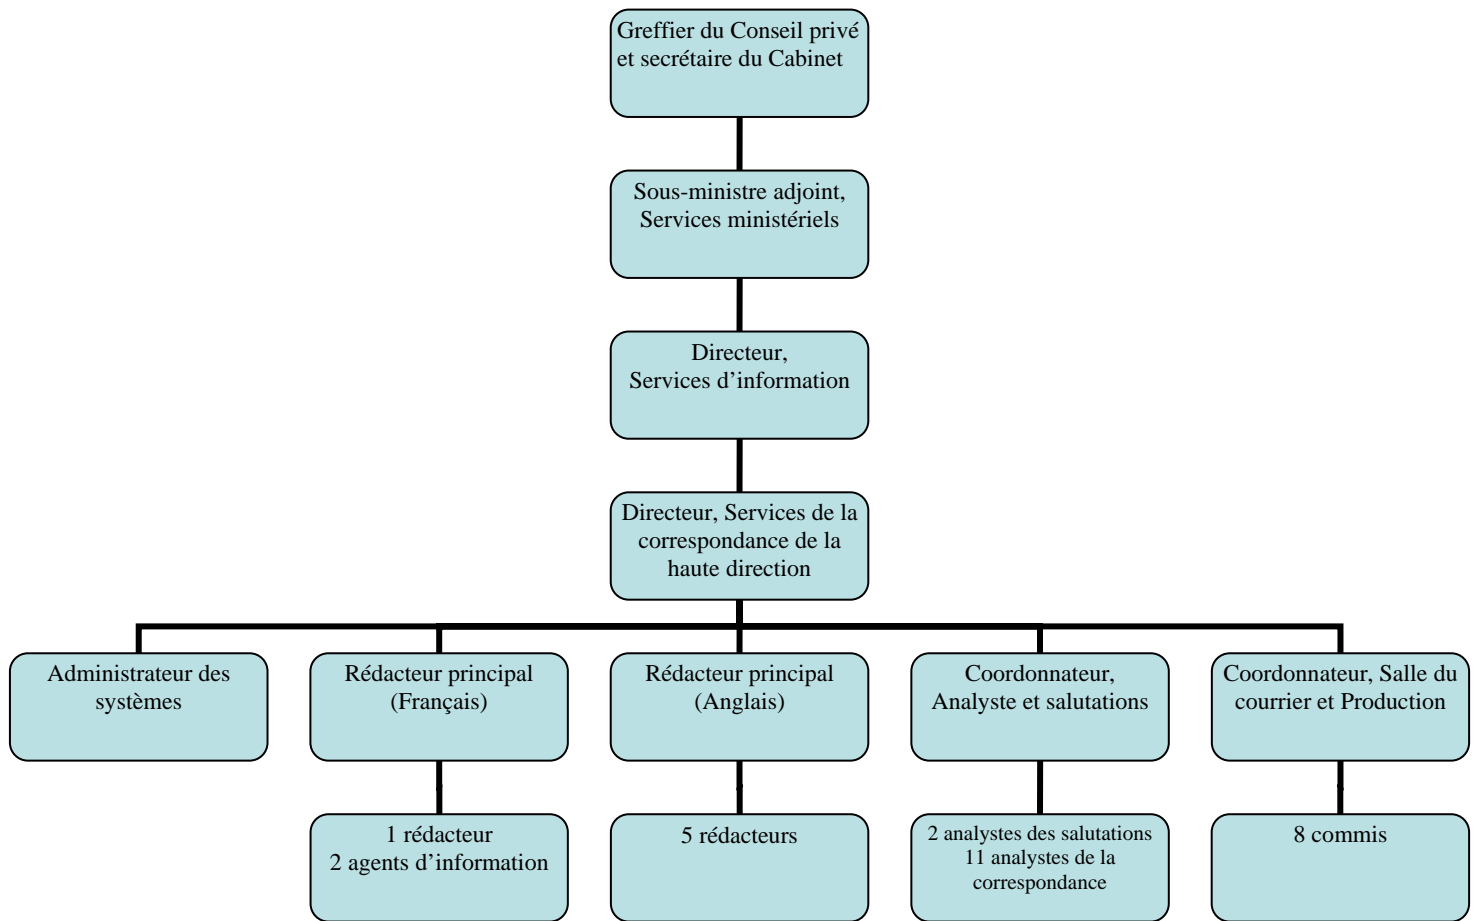 Greffier du Conseil privé
et secrétaire du Cabinet
Sous-ministre adjoint,
Services ministériels
Directeur,
Services d’information
Directeur, Services de la
correspondance de la
haute direction
Administrateur des
systèmes
Rédacteur principal
(Français)
Rédacteur principal
(Anglais)
Coordonnateur,
Analyste et salutations
Coordonnateur, Salle du
courrier et Production
1 rédacteur
2 agents d’information
5 rédacteurs
2 analystes des salutations
11 analystes de la
correspondance
8 commis